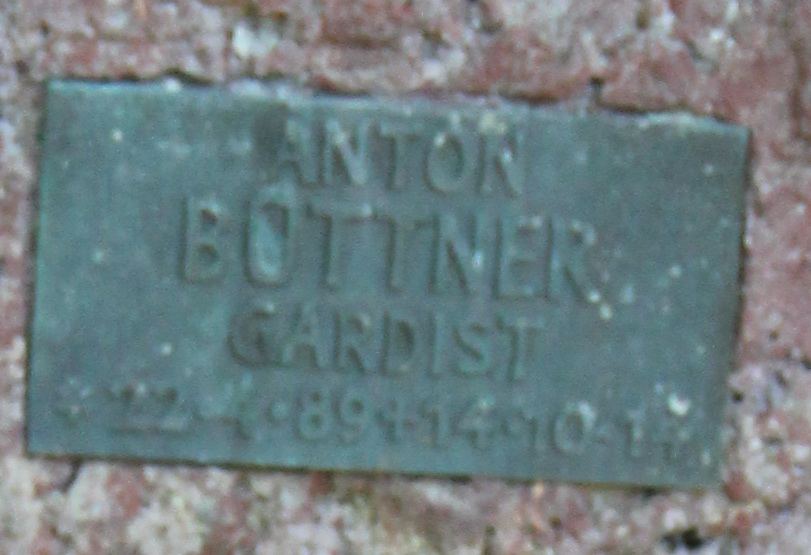 ANTON
BÜTTNER
GARDIST
* 22·4·89+14·10·14